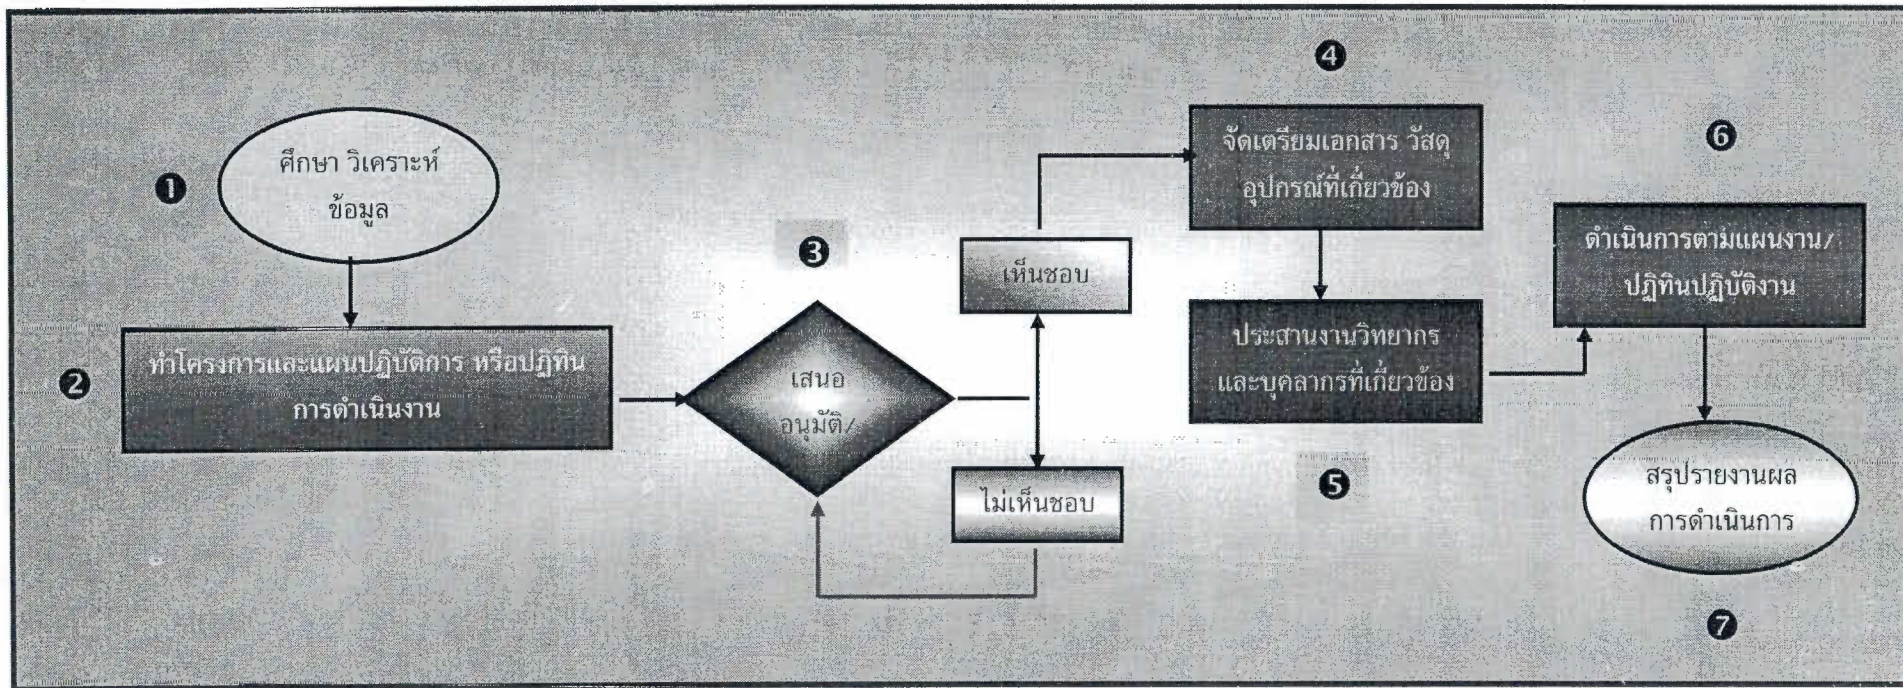 ❶
ศึกษา วิเคราะห์
ข้อมูล
❷
ทำโครงการและแผนปฏิบัติการ หรือปฏิทิน
การดำเนินงาน
❸
เสนอ
อนุมัติ/
เห็นชอบ
ไม่เห็นชอบ
❹
จัดเตรียมเอกสาร วัสดุ
อุปกรณ์ที่เกี่ยวข้อง
ประสานงานวิทยากร
และบุคลากรที่เกี่ยวข้อง
❺
❻
ดำเนินการตามแผนงาน/
ปฏิทินปฏิบัติงาน
สรุปรายงานผล
การดำเนินการ
❼